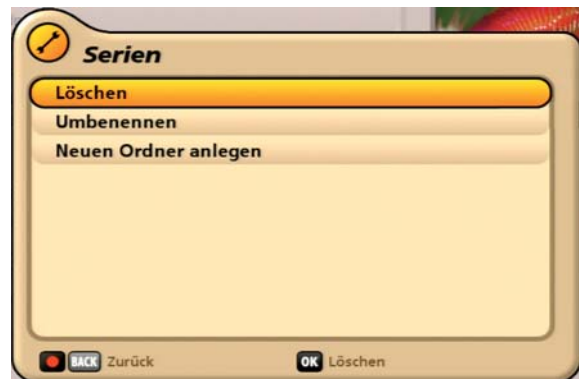 Serien
Löschen
Umbenennen
Neuen Ordner anlegen
BACK Zurück OK Löschen